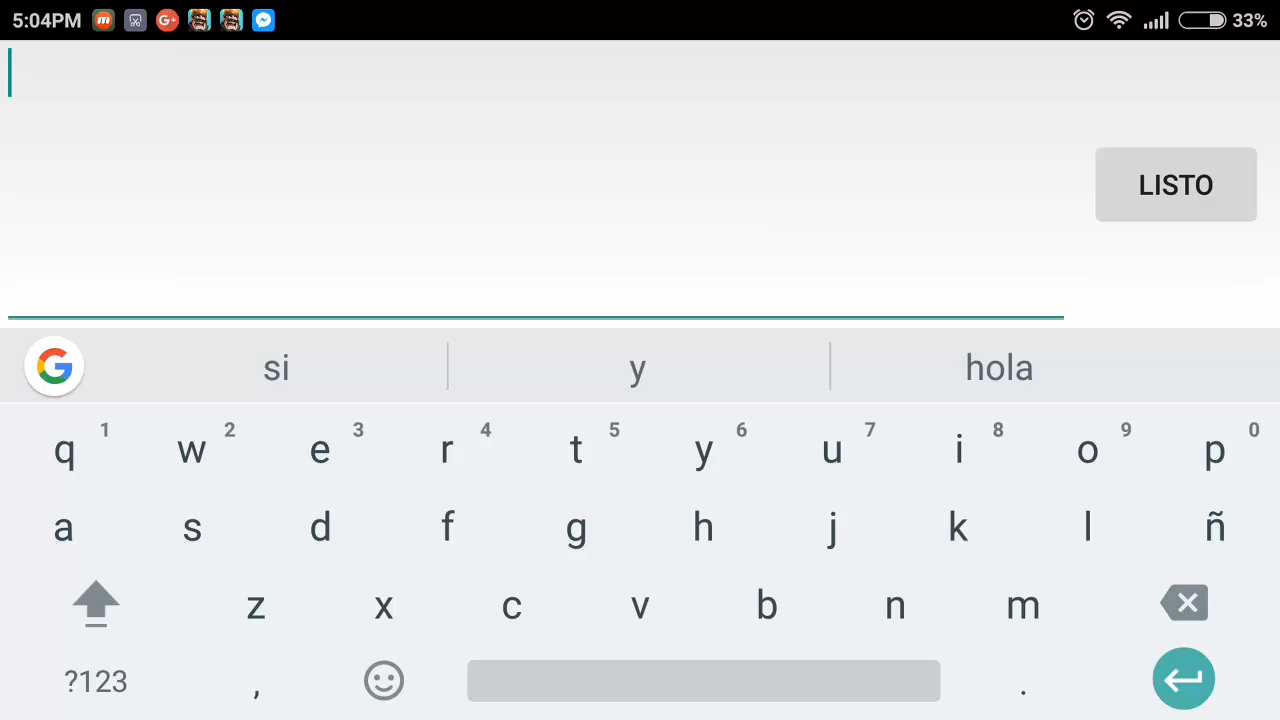 5:04PM 33%
LISTO
si y hola
q 1 w 2 e 3 r 4 t 5 y 6 u 7 i 8 o 9 p 0
a s d f g h j k l ñ
z x c v b n m
?123 , .